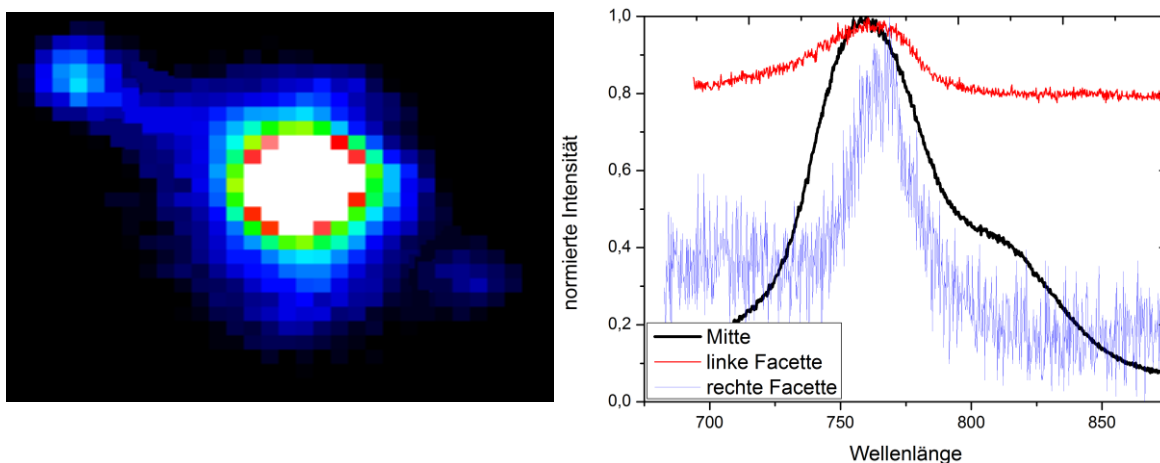 1,0
0,8
0,6
0,4
0,2
0,0
normierte Intensität
Mitte
linke Facette
rechte Facette
700 750 800 850
Wellenlänge